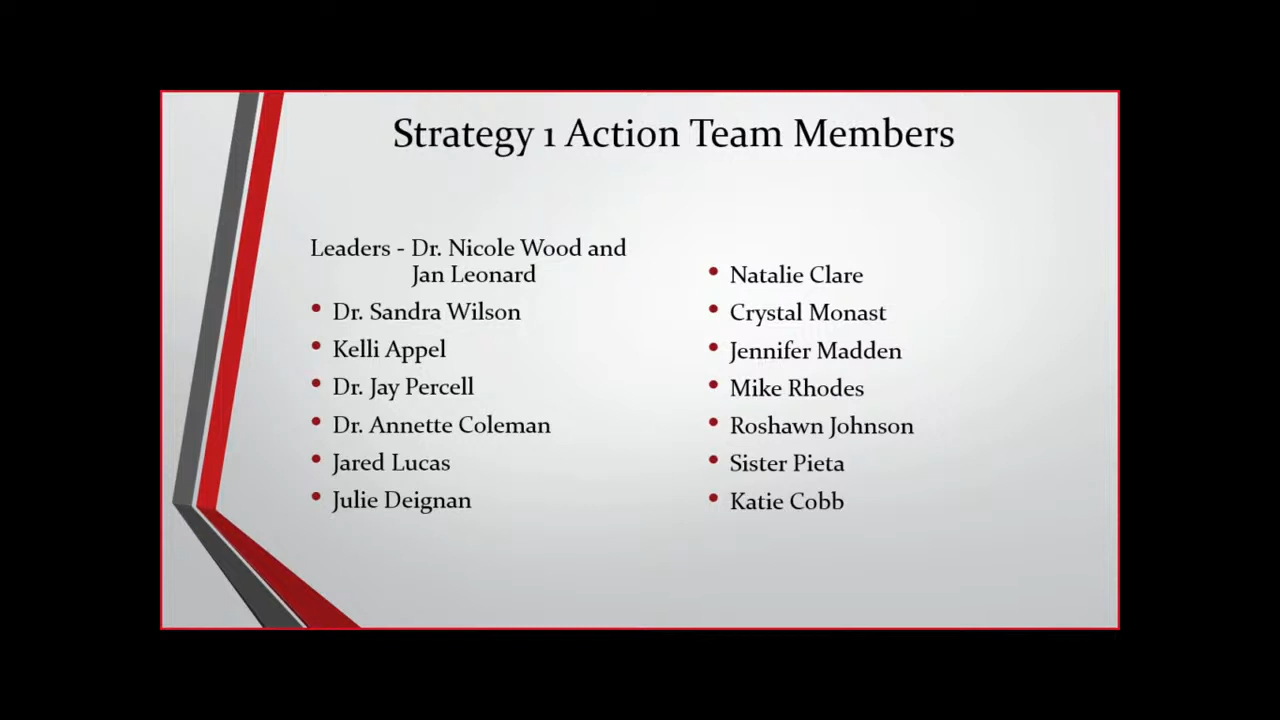 Strategy 1 Action Team Members
Leaders - Dr. Nicole Wood and
Jan Leonard
• Dr. Sandra Wilson
• Kelli Appel
• Dr. Jay Percell
• Dr. Annette Coleman
• Jared Lucas
• Julie Deignan
• Natalie Clare
• Crystal Monast
• Jennifer Madden
• Mike Rhodes
• Roshawn Johnson
• Sister Pieta
• Katie Cobb